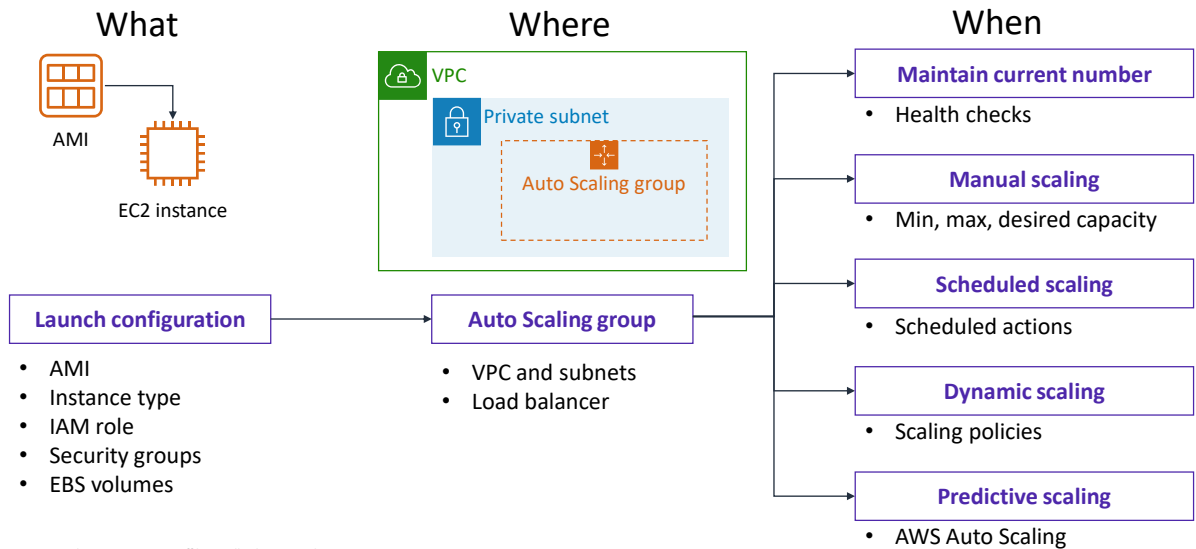 What
AMI
EC2 instance
Launch configuration
• AMI
• Instance type
• IAM role
• Security groups
• EBS volumes
Where
VPC
Private subnet
Auto Scaling group
Auto Scaling group
• VPC and subnets
• Load balancer
When
Maintain current number
• Health checks
Manual scaling
• Min, max, desired capacity
Scheduled scaling
• Scheduled actions
Dynamic scaling
• Scaling policies
Predictive scaling
• AWS Auto Scaling